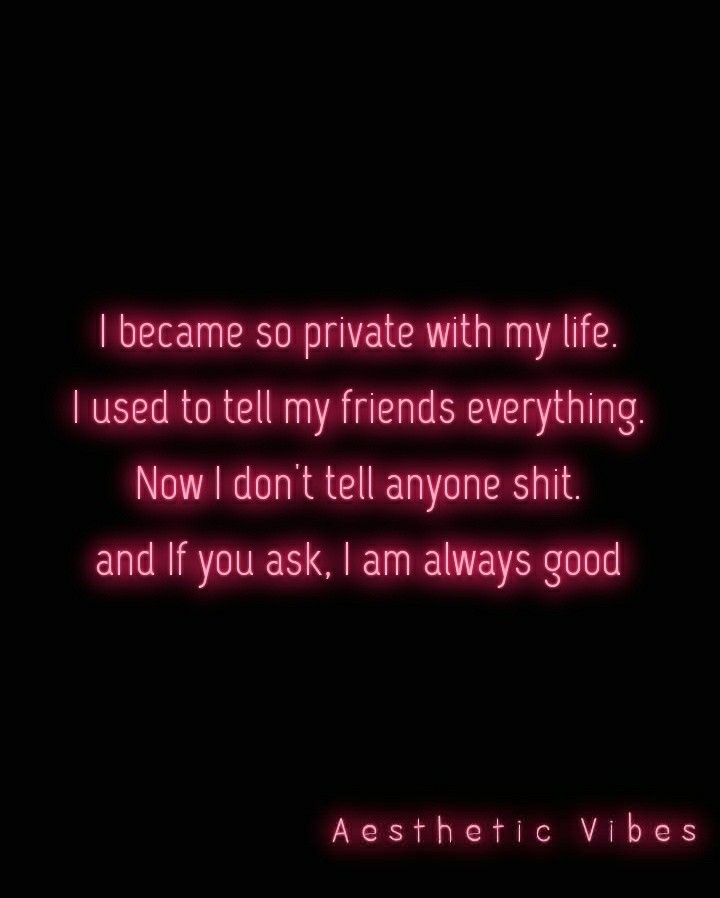 I became so private with my life.
I used to tell my friends everything.
Now I don't tell anyone shit.
and If you ask, I am always good
Aesthetic Vibes